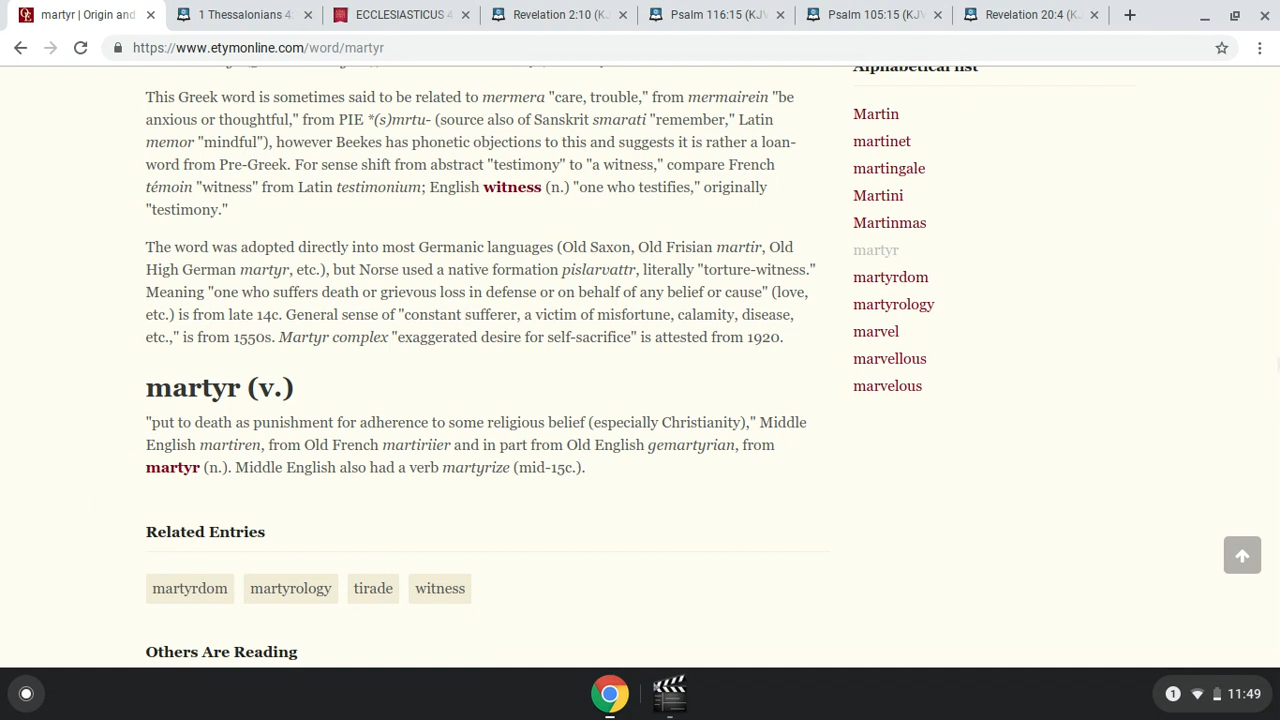 martyr | Origin and
1 Thessalonians 4:
ECCLESIASTICUS 4
Revelation 2:10 (KJ
Psalm 116:15 (KJV
Psalm 105:15 (KJV
Revelation 20:4 (KJ
https://www.etymonline.com/word/martyr
This Greek word is sometimes said to be related to mermera "care, trouble," from mermairein "be
anxious or thoughtful," from PIE *(s)mrtu- (source also of Sanskrit smarati "remember," Latin
memor "mindful"), however Beekes has phonetic objections to this and suggests it is rather a loan-
word from Pre-Greek. For sense shift from abstract "testimony" to "a witness," compare French
témoin "witness" from Latin testimonium; English witness (n.) "one who testifies," originally
"testimony."
The word was adopted directly into most Germanic languages (Old Saxon, Old Frisian martir, Old
High German martyr, etc.), but Norse used a native formation pislarvattr, literally "torture-witness."
Meaning "one who suffers death or grievous loss in defense or on behalf of any belief or cause" (love,
etc.) is from late 14c. General sense of "constant sufferer, a victim of misfortune, calamity, disease,
etc.," is from 1550s. Martyr complex "exaggerated desire for self-sacrifice" is attested from 1920.
martyr (v.)
"put to death as punishment for adherence to some religious belief (especially Christianity)," Middle
English martiren, from Old French martiriier and in part from Old English gemartyrian, from
martyr (n.). Middle English also had a verb martyrize (mid-15c.).
Related Entries
martyrdom
martyrology
tirade
witness
Others Are Reading
Alphabetical list
Martin
martinet
martingale
Martini
Martinmas
martyr
martyrdom
martyrology
marvel
marvellous
marvelous
1
11:49